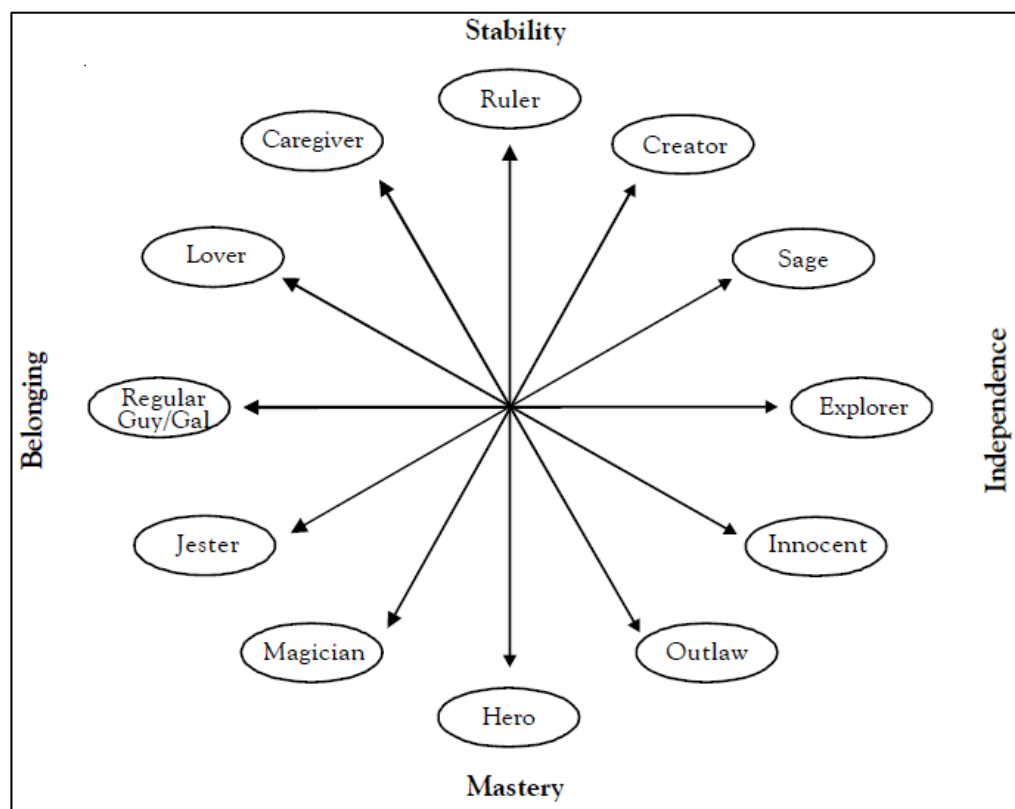 Stability
Ruler
Caregiver
Creator
Lover
Sage
Belonging
Regular
Guy/Gal
Explorer
Independence
Jester
Innocent
Magician
Outlaw
Hero
Mastery